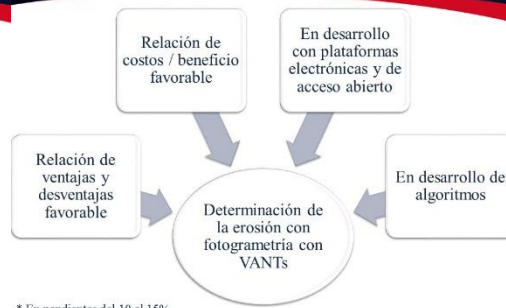 Relación de
costos / beneficio
favorable
En desarrollo
con plataformas
electrónicas y de
acceso abierto
Relación de
ventajas y
desventajas
favorable
En desarrollo de
algoritmos
Determinación de
la erosión con
fotogrametría con
VANTs
* En pendientes del 10 al 15%